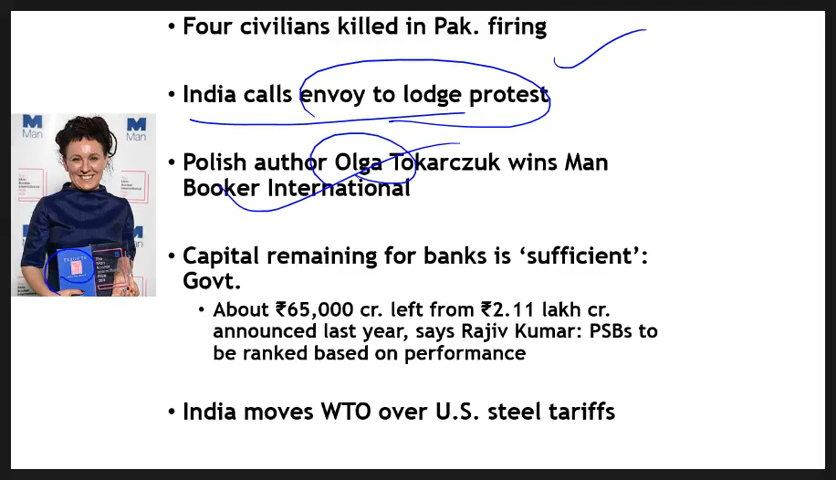 • Four civilians killed in Pak. firing
• India calls envoy to lodge protest
M
Man
M
Man
• Polish author Olga Tokarczuk wins Man
Booker International
• Capital remaining for banks is ‘sufficient’:
Govt.
• About ₹65,000 cr. left from ₹2.11 lakh cr.
announced last year, says Rajiv Kumar: PSBs to
be ranked based on performance
• India moves WTO over U.S. steel tariffs